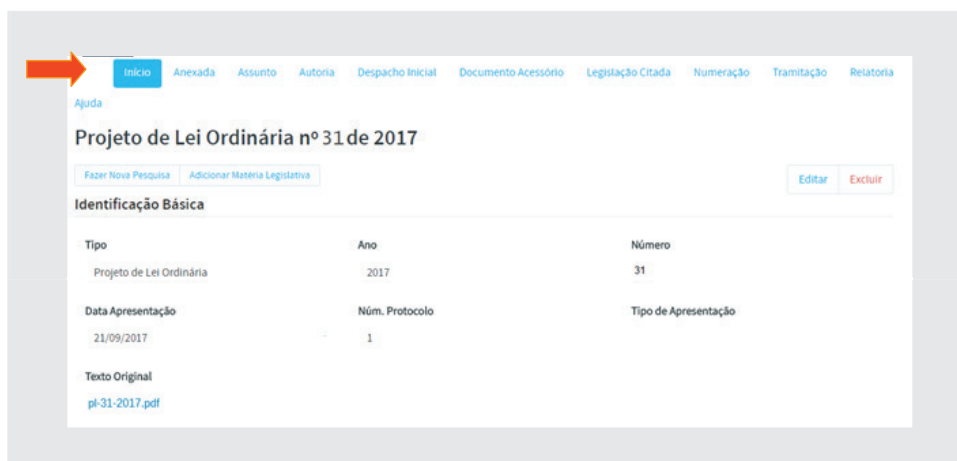 Início Anexada Assunto Autoria Despacho Inicial Documento Acessório Legislação Citada Numeração Tramitação Relatoria
Ajuda
Projeto de Lei Ordinária nº 31 de 2017
Fazer Nova Pesquisa Adicionar Matéria Legislativa Editar Excluir
Identificação Básica
Tipo Ano Número
Projeto de Lei Ordinária 2017 31
Data Apresentação Núm. Protocolo Tipo de Apresentação
21/09/2017 1
Texto Original
pl-31-2017.pdf